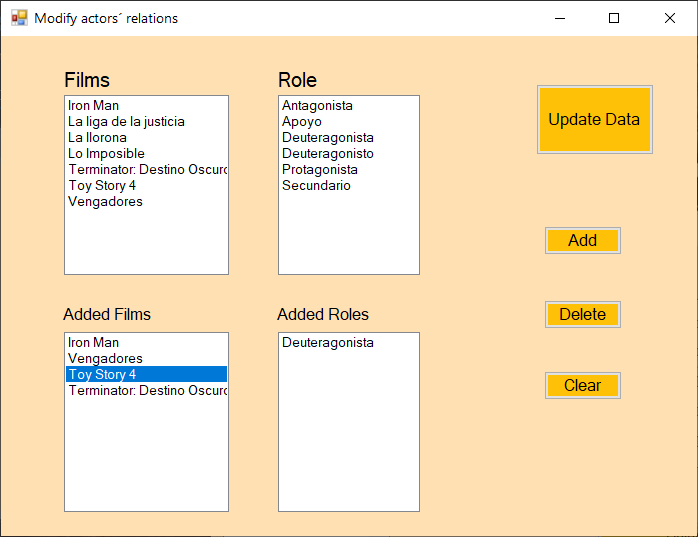 Modify actors´ relations
Films
Iron Man
La liga de la justicia
La llorona
Lo Imposible
Terminator: Destino Oscuro
Toy Story 4
Vengadores
Role
Antagonista
Apoyo
Deuteragonista
Deuteragonisto
Protagonista
Secundario
Update Data
Add
Delete
Clear
Added Films
Iron Man
Vengadores
Toy Story 4
Terminator: Destino Oscuro
Added Roles
Deuteragonista